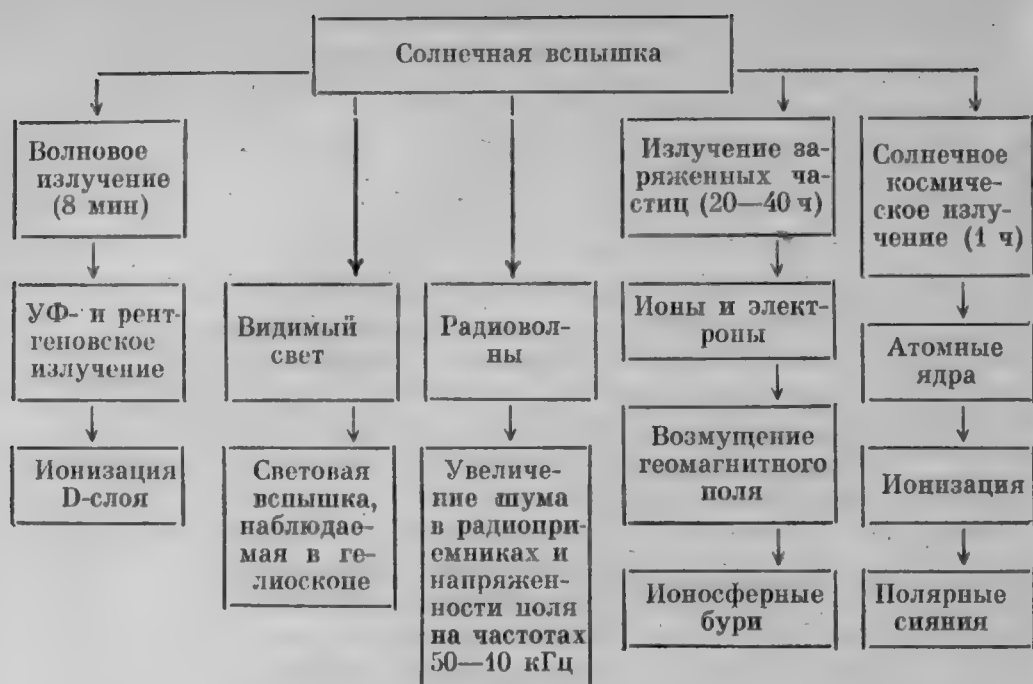 Солнечная вспышка
Волновое
излучение
(8 мин)
УФ- и рент-
геновское
излучение
Ионизация
D-слоя
Видимый
свет
Световая
вспышка,
наблюдае-
мая в ге-
лиоскопе
Радиовол-
ны
Увеличе-
ние шума
в радиопри-
емниках и
напряжен-
ности поля
на частотах
50—10 кГц
Излучение за-
ряженных ча-
стиц (20—40 ч)
Ионы и элект-
роны
Возмущение
геомагнитного
поля
Ионосферные
бури
Солнечное
космиче-
ское излу-
чение (1 ч)
Атомные
ядра
Ионизация
Полярные
сияния